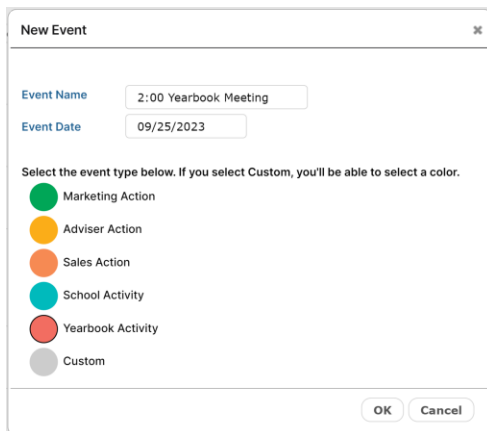 New Event
Event Name 2:00 Yearbook Meeting
Event Date 09/25/2023
Select the event type below. If you select Custom, you'll be able to select a color.
Marketing Action
Adviser Action
Sales Action
School Activity
Yearbook Activity
Custom
OK Cancel